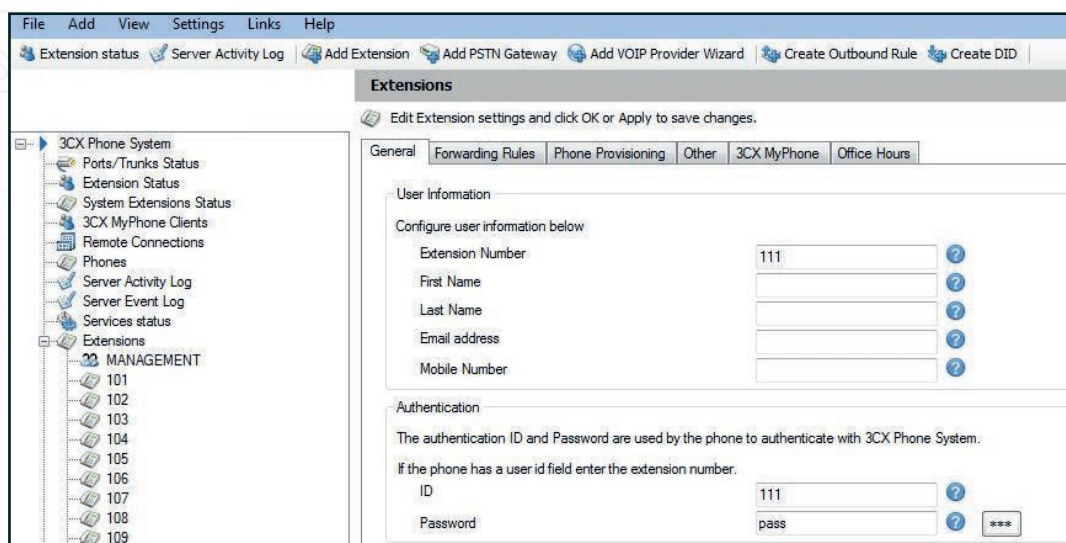 File Add View Settings Links Help
Extension status Server Activity Log Add Extension Add PSTN Gateway Add VOIP Provider Wizard Create Outbound Rule Create DID
Extensions
Edit Extension settings and click OK or Apply to save changes.
3CX Phone System
Ports/Trunks Status
Extension Status
System Extensions Status
3CX MyPhone Clients
Remote Connections
Phones
Server Activity Log
Server Event Log
Services status
Extensions
MANAGEMENT
101
102
103
104
105
106
107
108
109
General Forwarding Rules Phone Provisioning Other 3CX MyPhone Office Hours
User Information
Configure user information below
Extension Number 111
First Name
Last Name
Email address
Mobile Number
Authentication
The authentication ID and Password are used by the phone to authenticate with 3CX Phone System.
If the phone has a user id field enter the extension number.
ID 111
Password pass ***